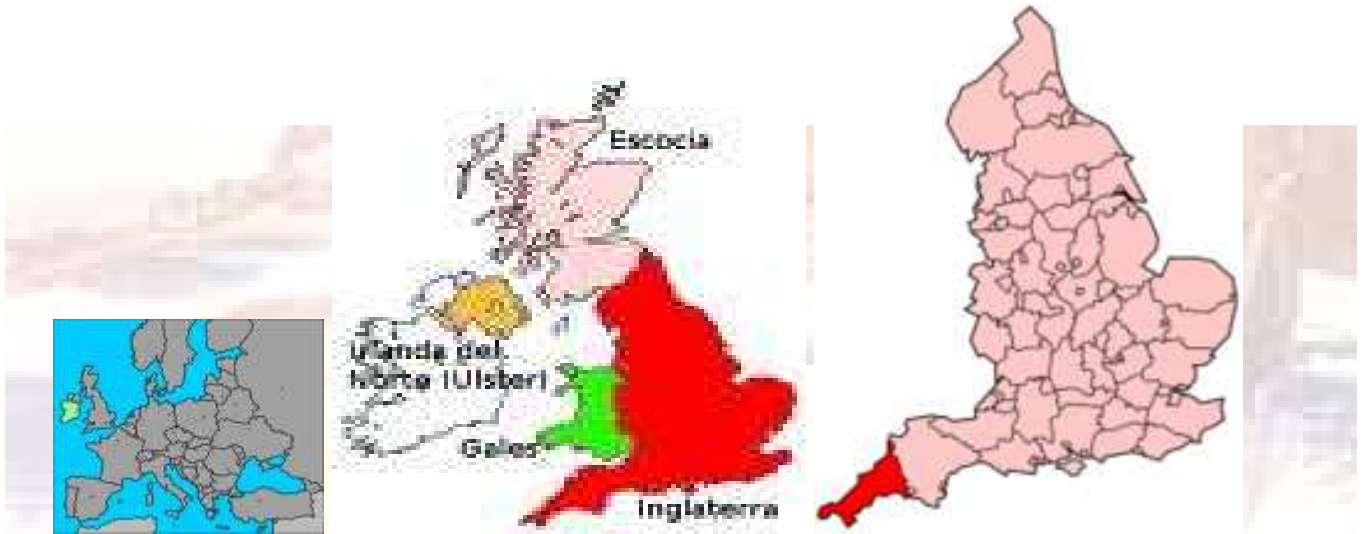 Escocia
Irlanda del
Norte (Ulster)
Gales
Inglaterra